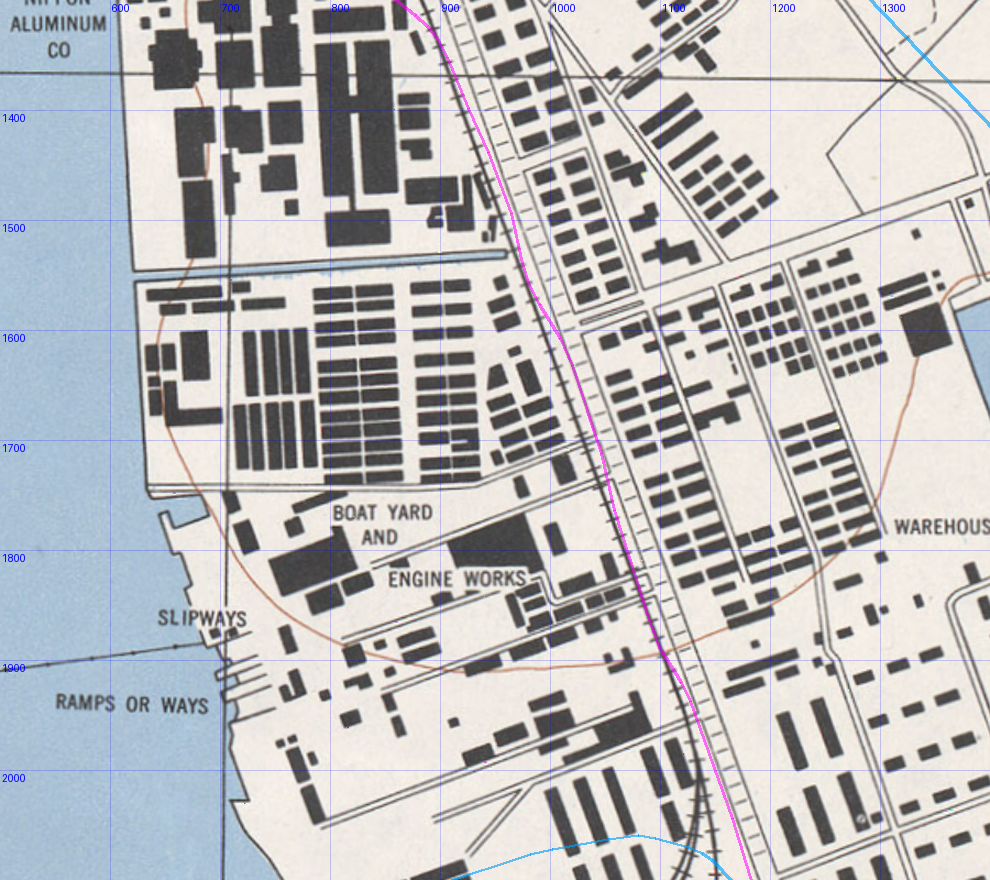 600 700 800 900 1000 1100 1200 1300
NIPPON
ALUMINUM
CO
1400
1500
1600
1700
BOAT YARD
AND
ENGINE WORKS
WAREHOUS
1800
SLIPWAYS
1900
RAMPS OR WAYS
2000